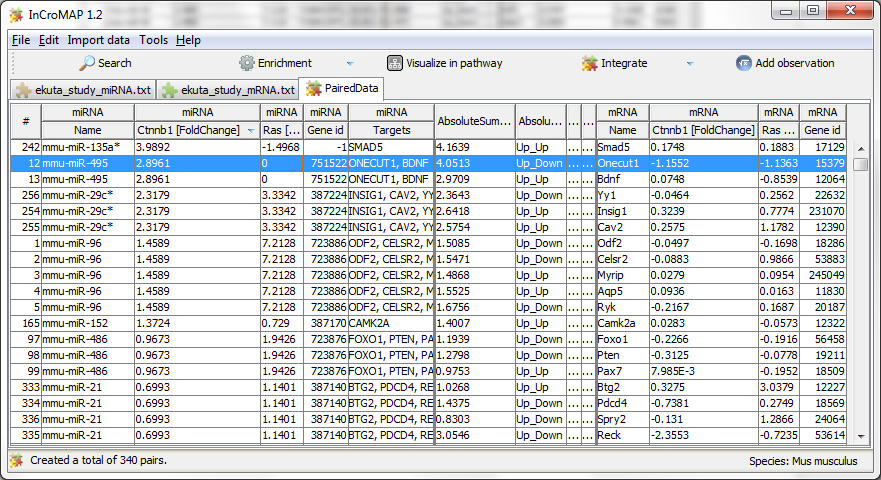 InCroMAP 1.2
File Edit Import data Tools Help
Search Enrichment Visualize in pathway Integrate Add observation
ekuta_study_miRNA.txt ekuta_study_mRNA.txt PairedData
# miRNA miRNA miRNA miRNA miRNA AbsoluteSum... Absolu... ... ... mRNA mRNA mRNA mRNA
Name Ctnnb1 [FoldChange] Ras [... Gene id Targets Name Ctnnb1 [FoldChange] Ras ... Gene id
242 mmu-miR-135a* 3.9892 -1.4968 -1 SMAD5 4.1639 Up_Up ... ... Smad5 0.1748 0.1883 17129
12 mmu-miR-495 2.8961 0 751522 ONECUT1, BDNF 4.0513 Up_Down ... ... Onecut1 -1.1552 -1.1363 15379
13 mmu-miR-495 2.8961 0 751522 ONECUT1, BDNF 2.9709 Up_Up ... ... Bdnf 0.0748 -0.8539 12064
256 mmu-miR-29c* 2.3179 3.3342 387224 INSIG1, CAV2, YY 2.3643 Up_Down ... ... Yy1 -0.0464 0.2562 22632
254 mmu-miR-29c* 2.3179 3.3342 387224 INSIG1, CAV2, YY 2.6418 Up_Up ... ... Insig1 0.3239 0.7774 231070
255 mmu-miR-29c* 2.3179 3.3342 387224 INSIG1, CAV2, YY 2.5754 Up_Up ... ... Cav2 0.2575 1.1782 12390
1 mmu-miR-96 1.4589 7.2128 723886 ODF2, CELSR2, M 1.5085 Up_Down ... ... Odf2 -0.0497 -0.1698 18286
2 mmu-miR-96 1.4589 7.2128 723886 ODF2, CELSR2, M 1.5471 Up_Down ... ... Celsr2 -0.0883 0.9866 53883
3 mmu-miR-96 1.4589 7.2128 723886 ODF2, CELSR2, M 1.4868 Up_Up ... ... Myrip 0.0279 0.0954 245049
4 mmu-miR-96 1.4589 7.2128 723886 ODF2, CELSR2, M 1.5525 Up_Up ... ... Aqp5 0.0936 0.0163 11830
5 mmu-miR-96 1.4589 7.2128 723886 ODF2, CELSR2, M 1.6756 Up_Down ... ... Ryk -0.2167 0.1687 20187
165 mmu-miR-152 1.3724 0.729 387170 CAMK2A 1.4007 Up_Up ... ... Camk2a 0.0283 -0.0573 12322
97 mmu-miR-486 0.9673 1.9426 723876 FOXO1, PTEN, PA 1.1939 Up_Down ... ... Foxo1 -0.2266 -0.1916 56458
98 mmu-miR-486 0.9673 1.9426 723876 FOXO1, PTEN, PA 1.2798 Up_Down ... ... Pten -0.3125 -0.0778 19211
99 mmu-miR-486 0.9673 1.9426 723876 FOXO1, PTEN, PA 0.9753 Up_Up ... ... Pax7 7.985E-3 -0.1952 18509
333 mmu-miR-21 0.6993 1.1401 387140 BTG2, PDCD4, RE 1.0268 Up_Up ... ... Btg2 0.3275 3.0379 12227
334 mmu-miR-21 0.6993 1.1401 387140 BTG2, PDCD4, RE 1.4375 Up_Down ... ... Pdcd4 -0.7381 0.2749 18569
336 mmu-miR-21 0.6993 1.1401 387140 BTG2, PDCD4, RE 0.8303 Up_Down ... ... Spry2 -0.131 1.2866 24064
335 mmu-miR-21 0.6993 1.1401 387140 BTG2, PDCD4, RE 3.0546 Up_Down ... ... Reck -2.3553 -0.7235 53614
Created a total of 340 pairs. Species: Mus musculus